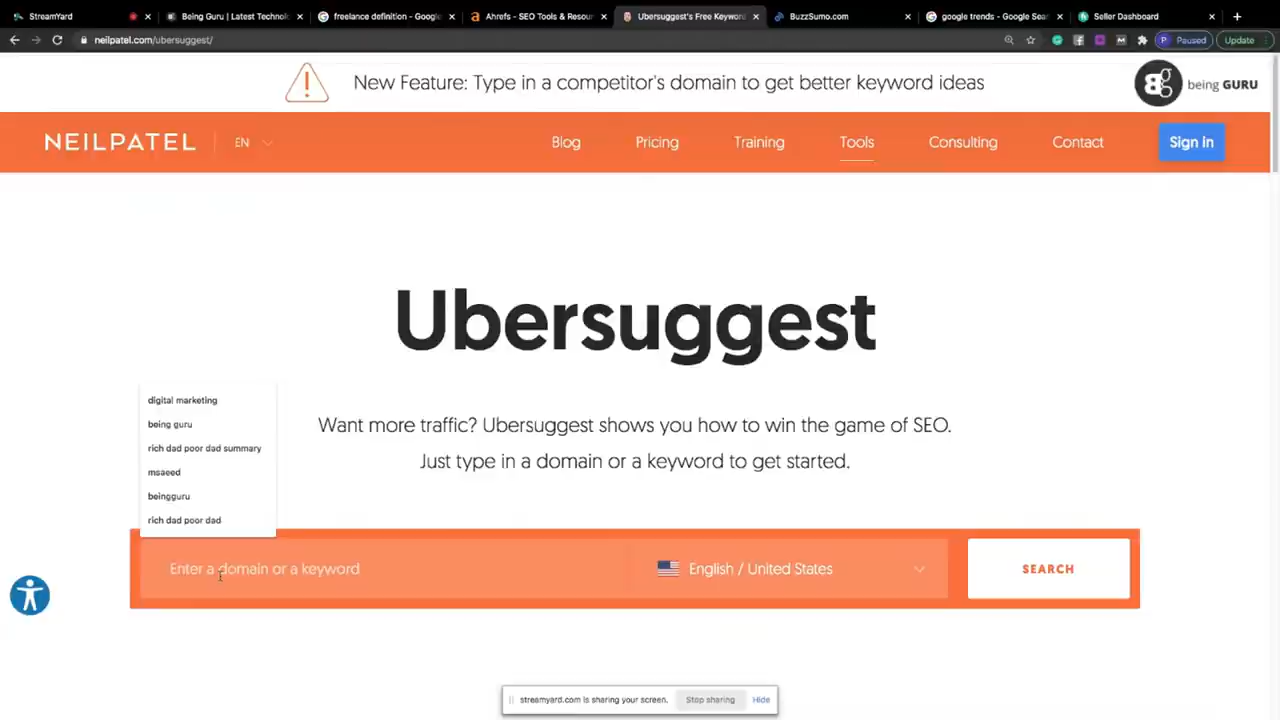 StreamYard
Being Guru | Latest Technol
freelance definition - Google
Ahrefs - SEO Tools & Resour
Ubersuggest's Free Keyword
BuzzSumo.com
google trends - Google Sear
Seller Dashboard
neilpatel.com/ubersuggest/
P Paused
Update
New Feature: Type in a competitor's domain to get better keyword ideas
bg being GURU
NEILPATEL
EN
Blog
Pricing
Training
Tools
Consulting
Contact
Sign in
Ubersuggest
Want more traffic? Ubersuggest shows you how to win the game of SEO.
Just type in a domain or a keyword to get started.
digital marketing
being guru
rich dad poor dad summary
msaeed
beingguru
rich dad poor dad
Enter a domain or a keyword
English / United States
SEARCH
streamyard.com is sharing your screen.
Stop sharing
Hide